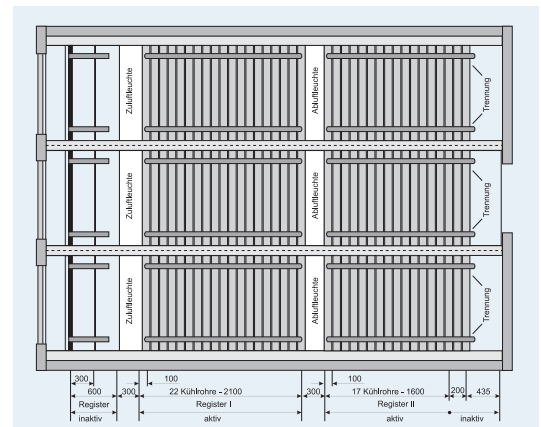 Zuluftleuchte
Abluftleuchte
Trennung
Zuluftleuchte
Abluftleuchte
Trennung
Zuluftleuchte
Abluftleuchte
Trennung
300 100 100
600 300 22 Kühlrohre - 2100 300 17 Kühlrohre - 1600 200 435
Register Register I Register II
inaktiv aktiv aktiv inaktiv